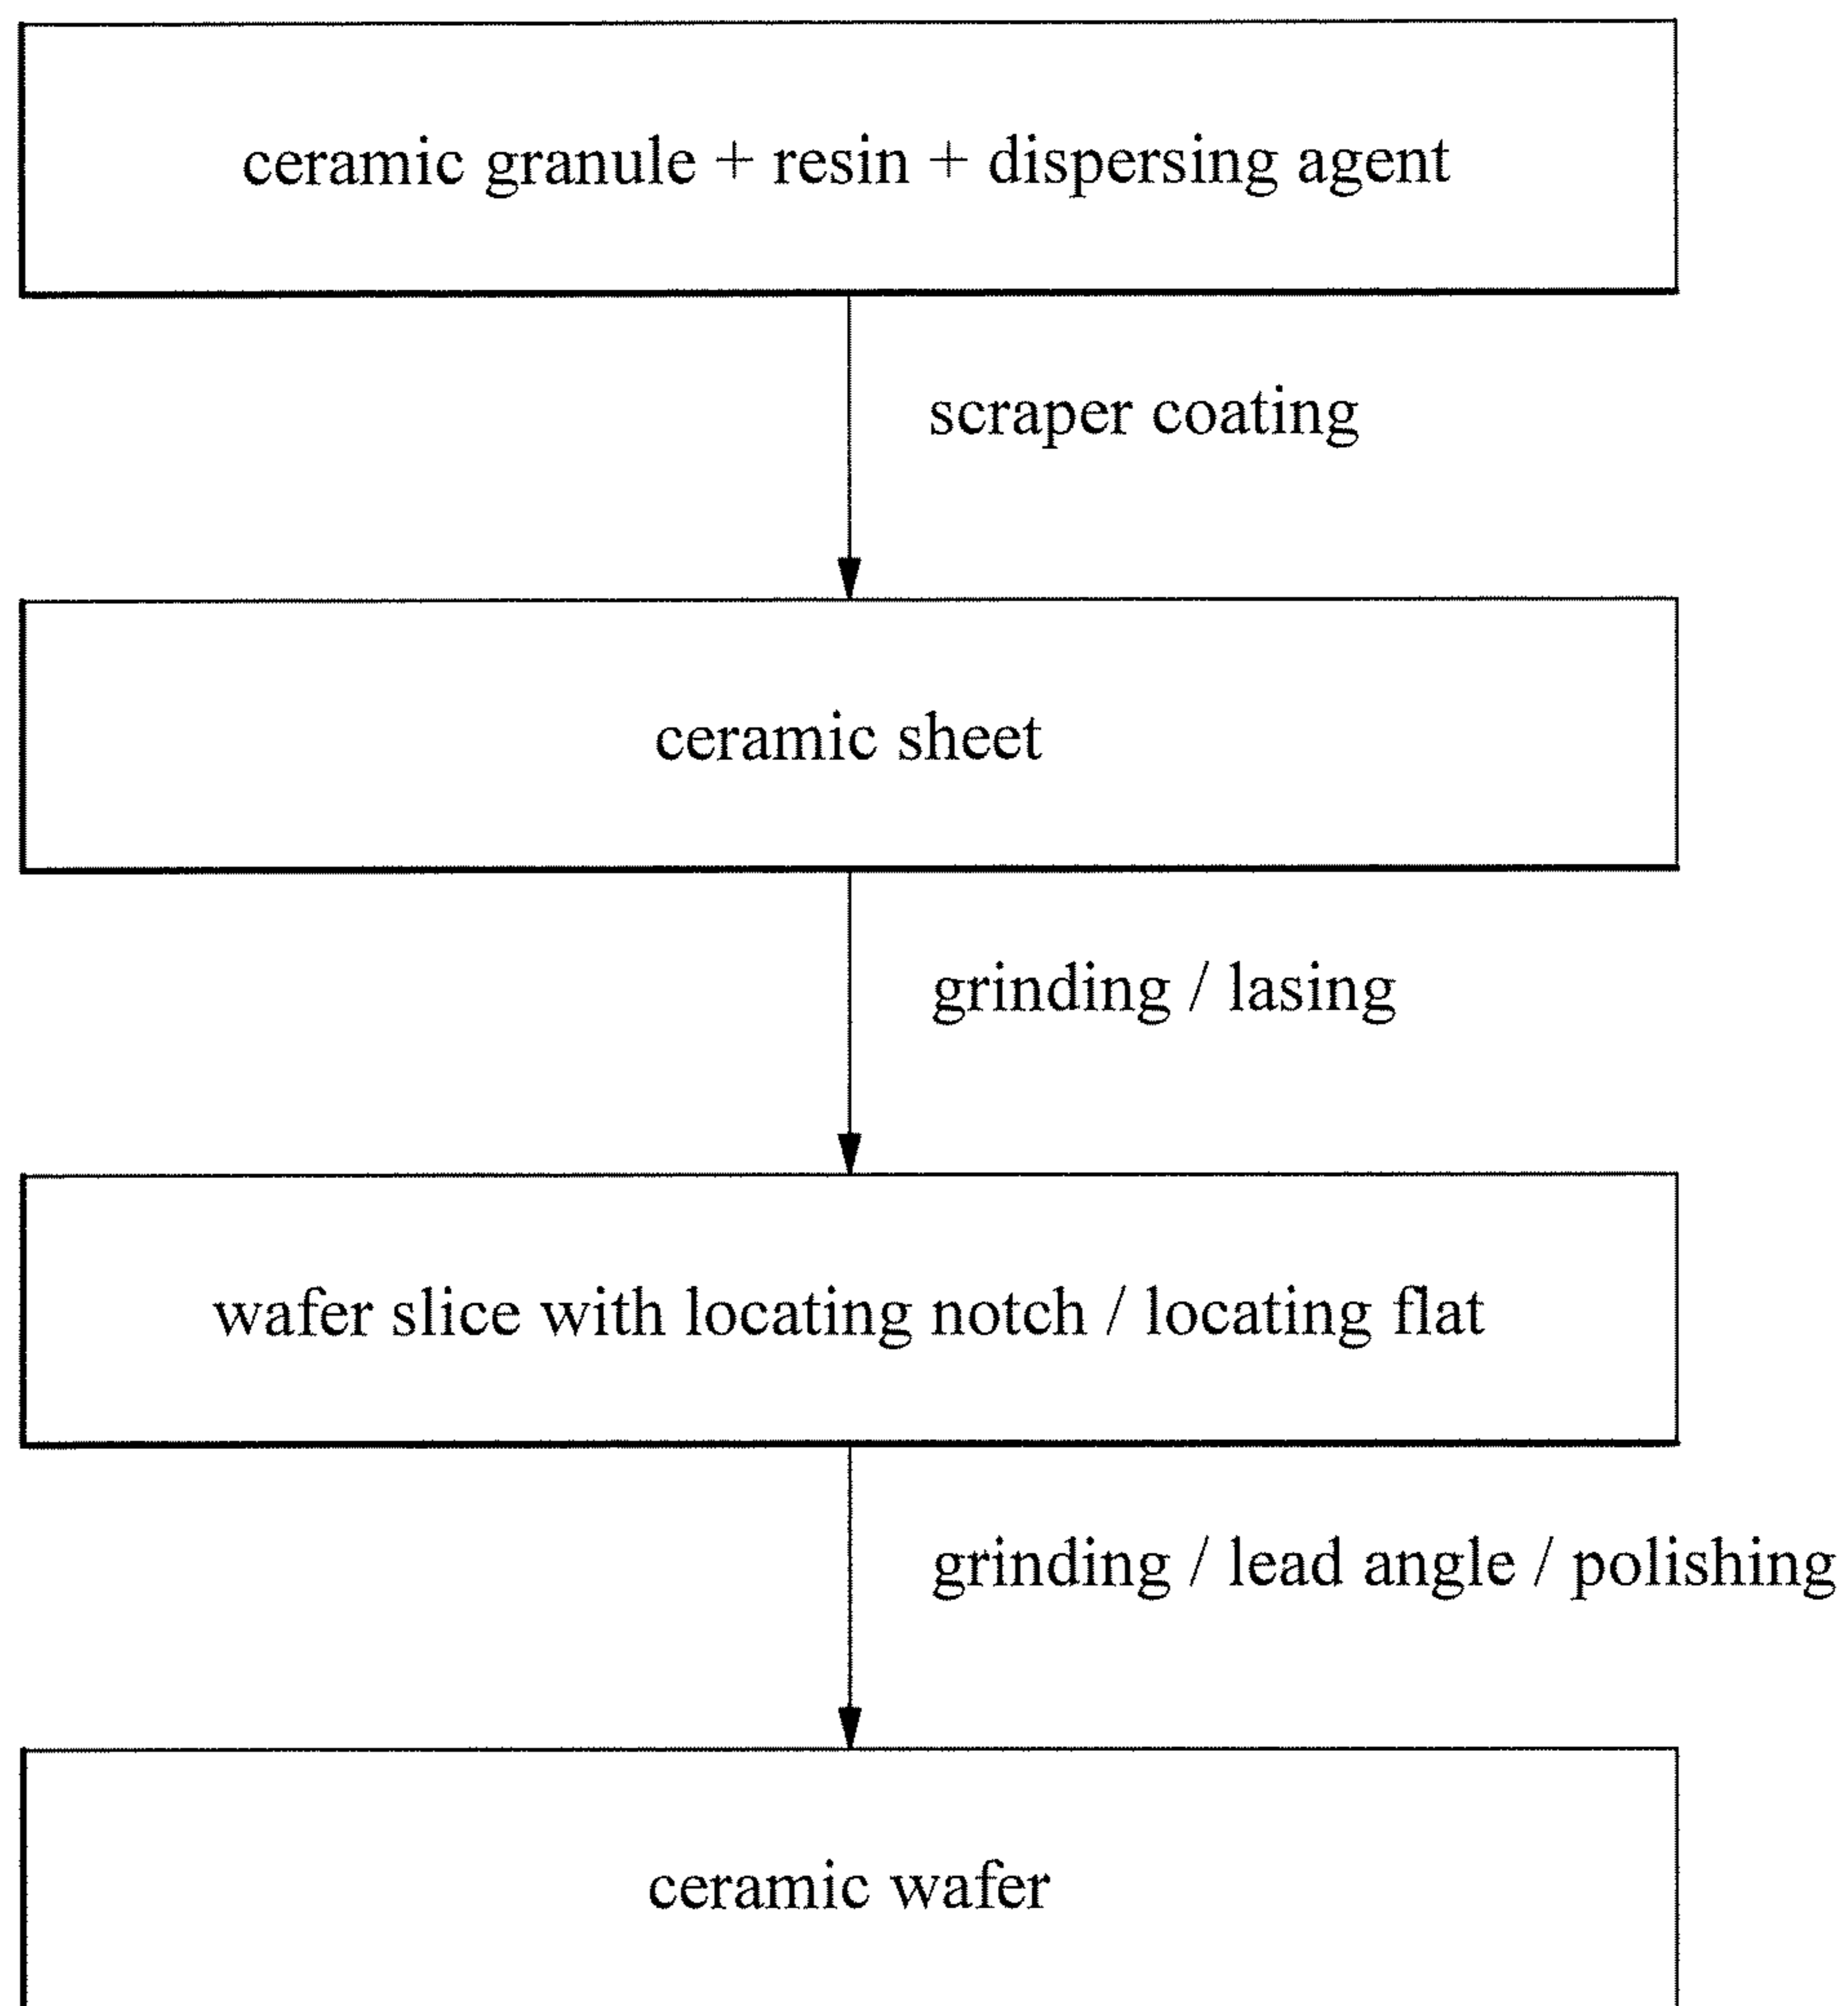 ceramic granule + resin + dispersing agent
scraper coating
ceramic sheet
grinding / lasing
wafer slice with locating notch / locating flat
grinding / lead angle / polishing
ceramic wafer